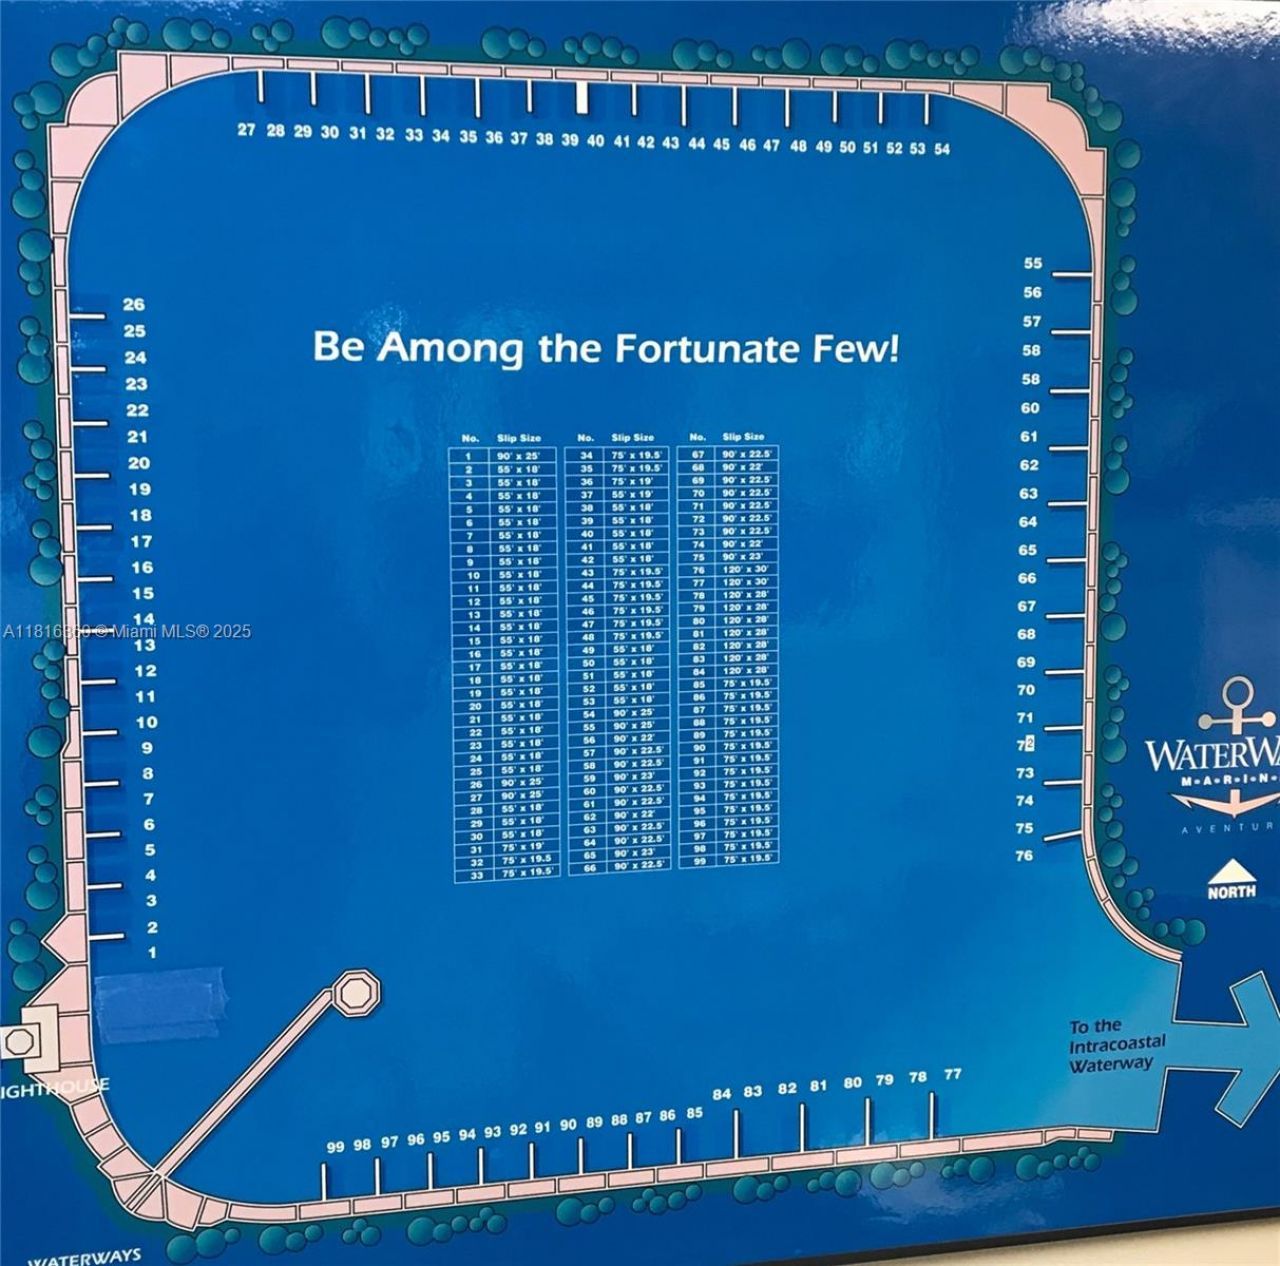 27 28 29 30 31 32 33 34 35 36 37 38 39 40 41 42 43 44 45 46 47 48 49 50 51 52 53 54
26
25
24
23
22
21
20
19
18
17
16
15
14
13
12
11
10
9
8
7
6
5
4
3
2
1
Be Among the Fortunate Few!
No. Slip Size
1 90' x 25'
2 55' x 18'
3 55' x 18'
4 55' x 18'
5 55' x 18'
6 55' x 18'
7 55' x 18'
8 55' x 18'
9 55' x 18'
10 55' x 18'
11 55' x 18'
12 55' x 18'
13 55' x 18'
14 55' x 18'
15 55' x 18'
16 55' x 18'
17 55' x 18'
18 55' x 18'
19 55' x 18'
20 55' x 18'
21 55' x 18'
22 55' x 18'
23 55' x 18'
24 55' x 18'
25 55' x 18'
26 90' x 25'
27 90' x 25'
28 55' x 18'
29 55' x 18'
30 55' x 18'
31 75' x 19'
32 75' x 19.5
33 75' x 19.5'
No. Slip Size
34 75' x 19.5'
35 75' x 19.5'
36 75' x 19'
37 55' x 19'
38 55' x 18'
39 55' x 18'
40 55' x 18'
41 55' x 18'
42 55' x 18'
43 75' x 19.5'
44 75' x 19.5'
45 75' x 19.5'
46 75' x 19.5'
47 75' x 19.5'
48 75' x 19.5'
49 55' x 18'
50 55' x 18'
51 55' x 18'
52 55' x 18'
53 55' x 18'
54 90' x 25'
55 90' x 25'
56 90' x 22'
57 90' x 22.5'
58 90' x 22.5'
59 90' x 23'
60 90' x 22.5'
61 90' x 22.5'
62 90' x 22'
63 90' x 22.5'
64 90' x 22.5'
65 90' x 23'
66 90' x 22.5'
No. Slip Size
67 90' x 22.5'
68 90' x 22'
69 90' x 22.5'
70 90' x 22.5'
71 90' x 22.5'
72 90' x 22.5'
73 90' x 22.5'
74 90' x 22'
75 90' x 23'
76 120' x 30'
77 120' x 30'
78 120' x 28'
79 120' x 28'
80 120' x 28'
81 120' x 28'
82 120' x 28'
83 120' x 28'
84 120' x 28'
85 75' x 19.5'
86 75' x 19.5'
87 75' x 19.5'
88 75' x 19.5'
89 75' x 19.5'
90 75' x 19.5'
91 75' x 19.5'
92 75' x 19.5'
93 75' x 19.5'
94 75' x 19.5'
95 75' x 19.5'
96 75' x 19.5'
97 75' x 19.5'
98 75' x 19.5'
99 75' x 19.5'
55
56
57
58
58
60
61
62
63
64
65
66
67
68
69
70
71
72
73
74
75
76
WATERWA
M•A•R•I•N•
AVENTUR
NORTH
To the
Intracoastal
Waterway
IGHTHOUSE
99 98 97 96 95 94 93 92 91 90 89 88 87 86 85 84 83 82 81 80 79 78 77
WATERWAYS
© Miami MLS® 2025